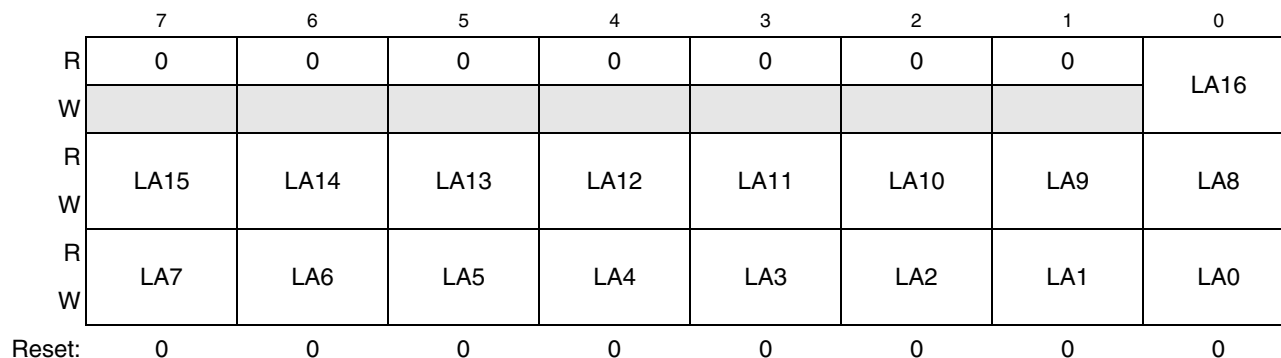 7 6 5 4 3 2 1 0
R 0 0 0 0 0 0 0 LA16
W
R LA15 LA14 LA13 LA12 LA11 LA10 LA9 LA8
W
R LA7 LA6 LA5 LA4 LA3 LA2 LA1 LA0
W
Reset: 0 0 0 0 0 0 0 0